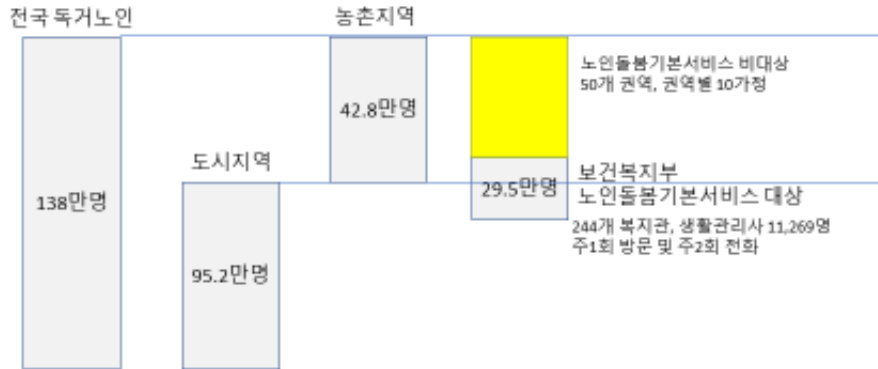 전국 독거노인
농촌지역
노인돌봄기본서비스 비대상
50개 권역, 권역별 10가정
42.8만명
도시지역
보건복지부
29.5만명
노인돌봄기본서비스 대상
138만명
244개 복지관, 생활관리사 11,269명
주1회 방문 및 주2회 전화
95.2만명